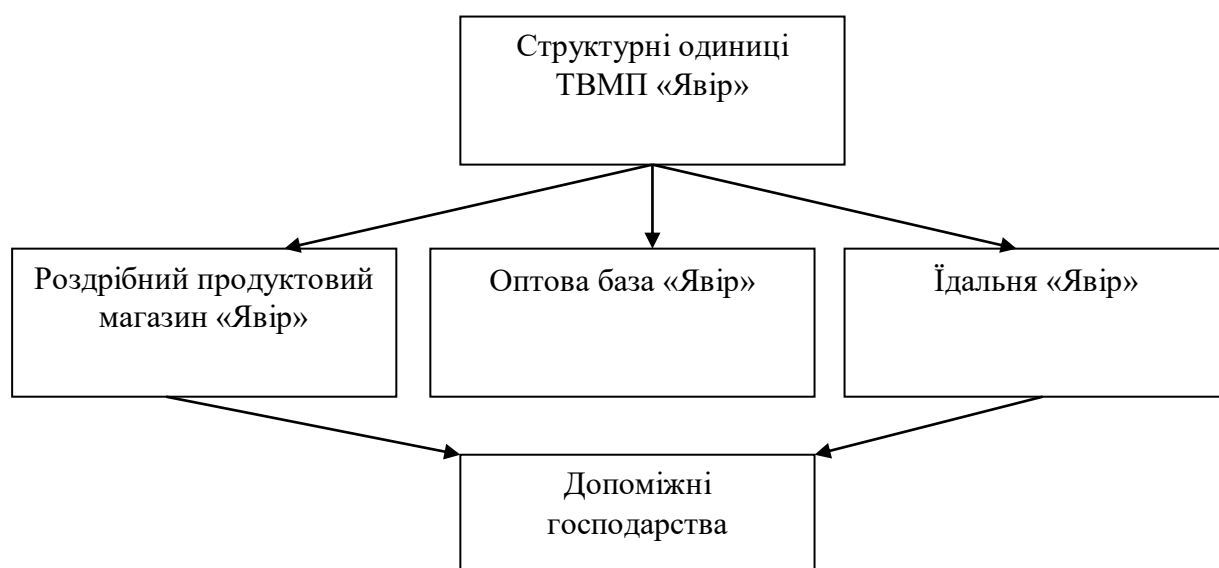 Структурні одиниці
ТВМП «Явір»
Роздрібний продуктовий
магазин «Явір»
Оптова база «Явір»
Їдальня «Явір»
Допоміжні
господарства